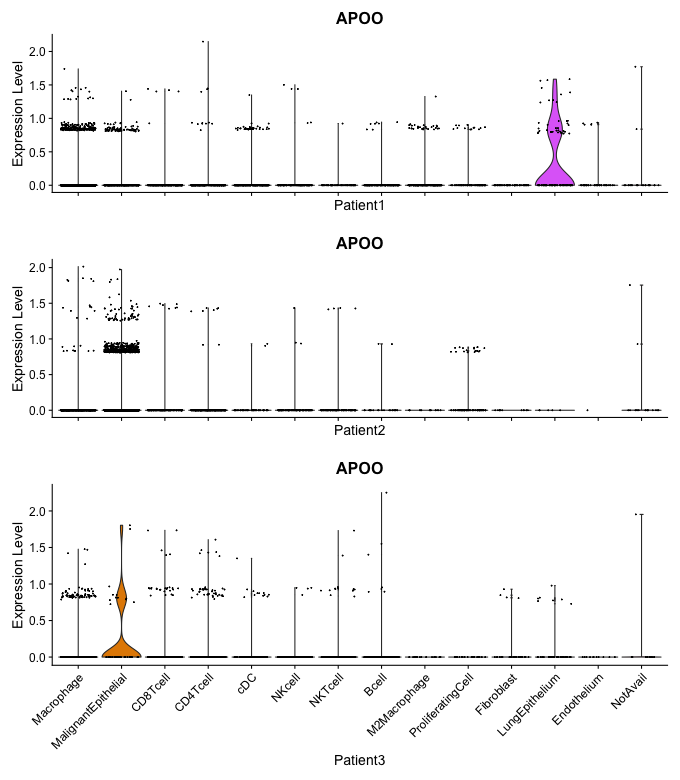 APOO
2.0
1.5
1.0
0.5
0.0
Expression Level
Patient1
APOO
2.0
1.5
1.0
0.5
0.0
Expression Level
Patient2
APOO
2.0
1.5
1.0
0.5
0.0
Expression Level
Macrophage
MalignantEpithelial
CD8Tcell
CD4Tcell
cDC
NKcell
NKTcell
Bcell
M2Macrophage
ProliferatingCell
Fibroblast
LungEpithelium
Endothelium
NotAvail
Patient3